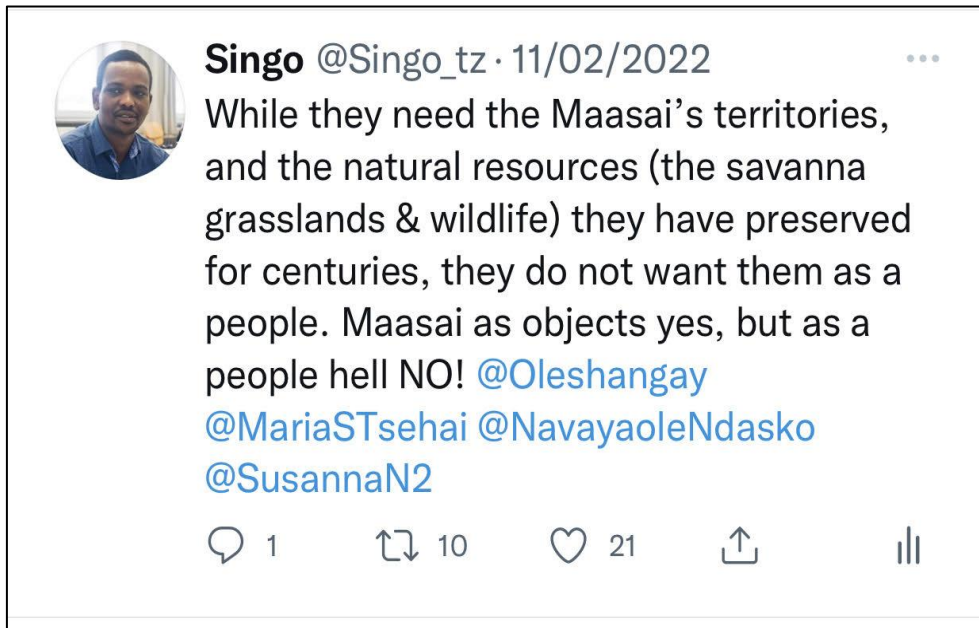 Singo @Singo_tz · 11/02/2022
While they need the Maasai’s territories,
and the natural resources (the savanna
grasslands & wildlife) they have preserved
for centuries, they do not want them as a
people. Maasai as objects yes, but as a
people hell NO! @Oleshangay
@MariaSTsehai @NavayaoleNdasko
@SusannaN2
1 10 21